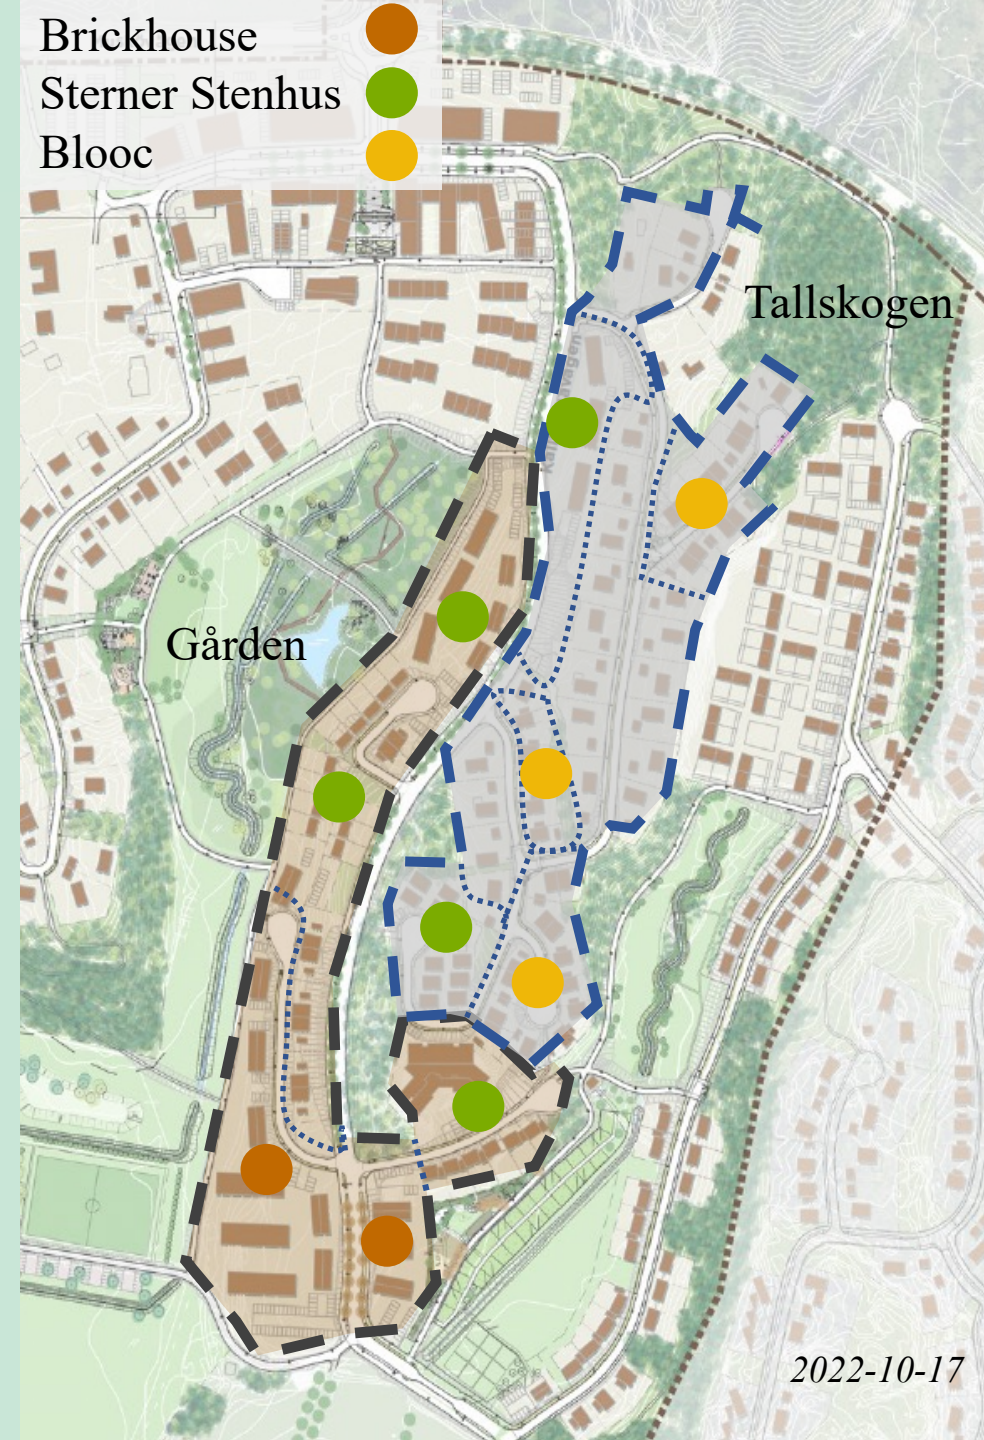 Brickhouse
Sterner Stenhus
Blooc
Tallskogen
Gården
2022-10-17